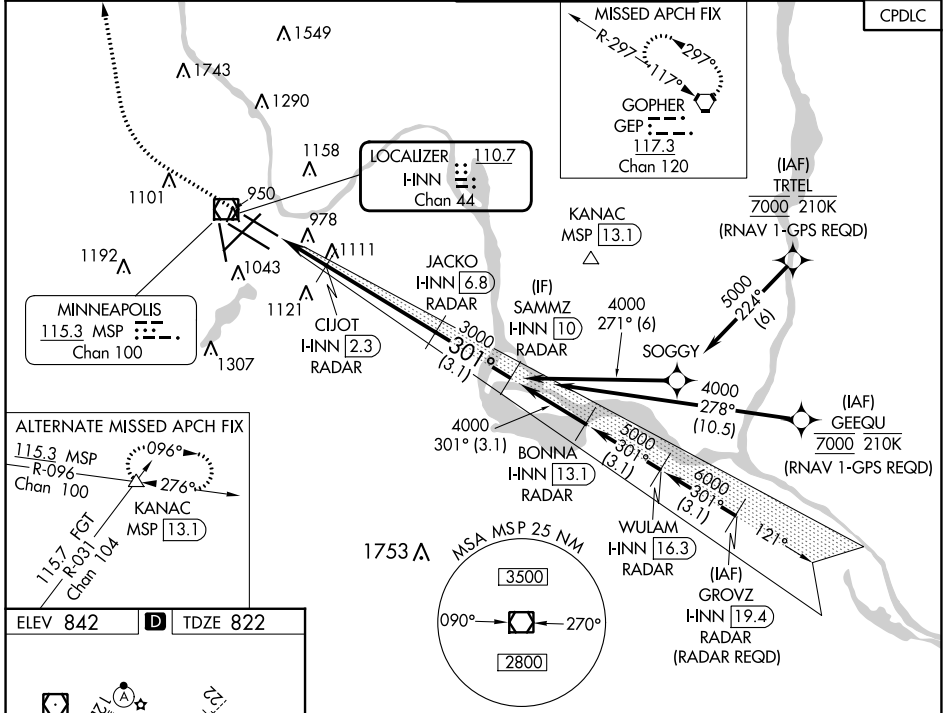 CPDLC
1549
1743
1290
1158
1101
950
978
1111
1192
1043
1121
1307
1753
MISSED APCH FIX
R-297
117°
297°
GOPHER
GEP
117.3
Chan 120
LOCALIZER 110.7
I-INN
Chan 44
(IAF)
TRTEL
7000 210K
(RNAV 1-GPS REQD)
KANAC
MSP 13.1
5000
224°
(6)
MINNEAPOLIS
115.3 MSP
Chan 100
CIJOT
I-INN 2.3
RADAR
JACKO
I-INN 6.8
RADAR
(IF)
SAMMZ
I-INN 10
RADAR
4000
271° (6)
SOGGY
3000
301°
(3.1)
4000
278°
(10.5)
(IAF)
GEEQU
7000 210K
(RNAV 1-GPS REQD)
4000
301° (3.1)
BONNA
I-INN 13.1
RADAR
5000
301°
(3.1)
6000
301°
(3.1)
121°
WULAM
I-INN 16.3
RADAR
(IAF)
GROVZ
I-INN 19.4
RADAR
(RADAR REQD)
ALTERNATE MISSED APCH FIX
115.3 MSP
R-096
Chan 100
096°
276°
KANAC
MSP 13.1
115.7 FGT
R-031
Chan 104
MSA MSP 25 NM
3500
090°
270°
2800
ELEV 842
D
TDZE 822
A
22